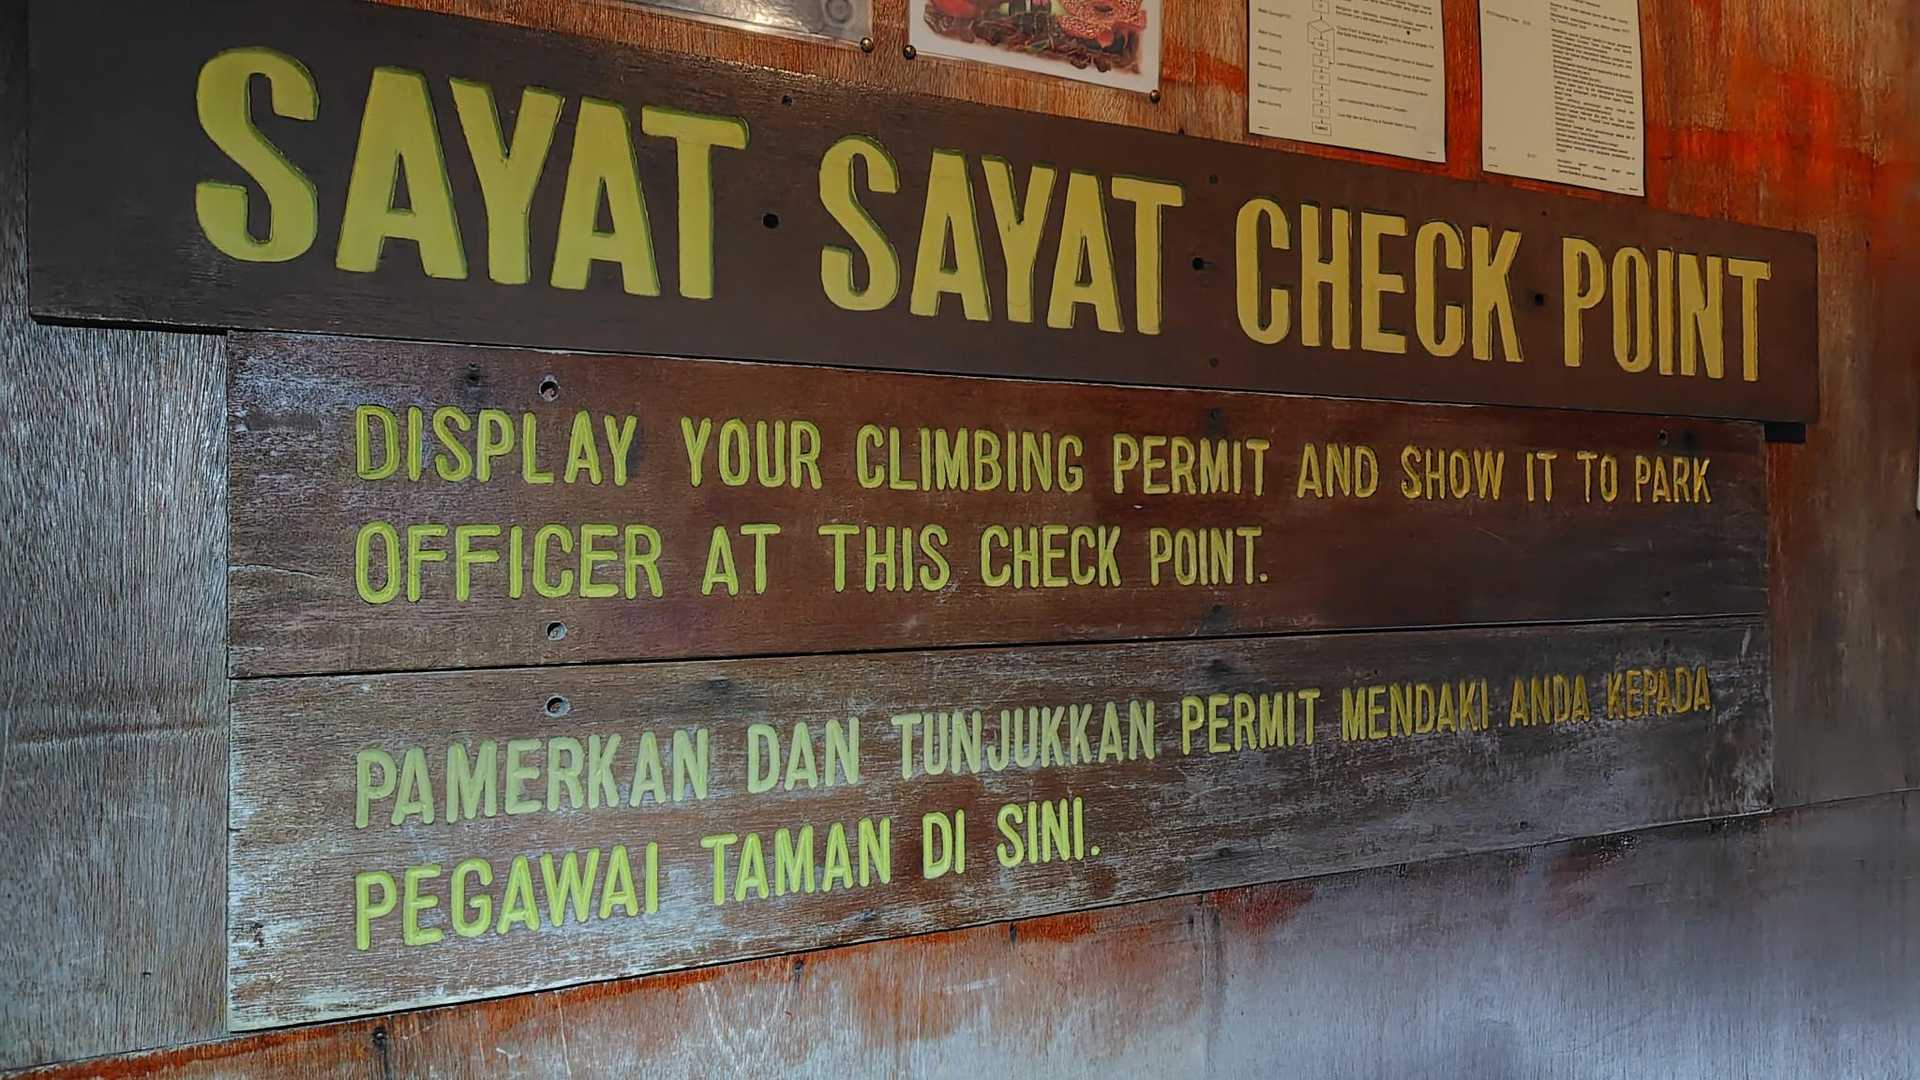 SAYAT SAYAT CHECK POINT
DISPLAY YOUR CLIMBING PERMIT AND SHOW IT TO PARK
OFFICER AT THIS CHECK POINT.
PAMERKAN DAN TUNJUKKAN PERMIT MENDAKI ANDA KEPADA
PEGAWAI TAMAN DI SINI.